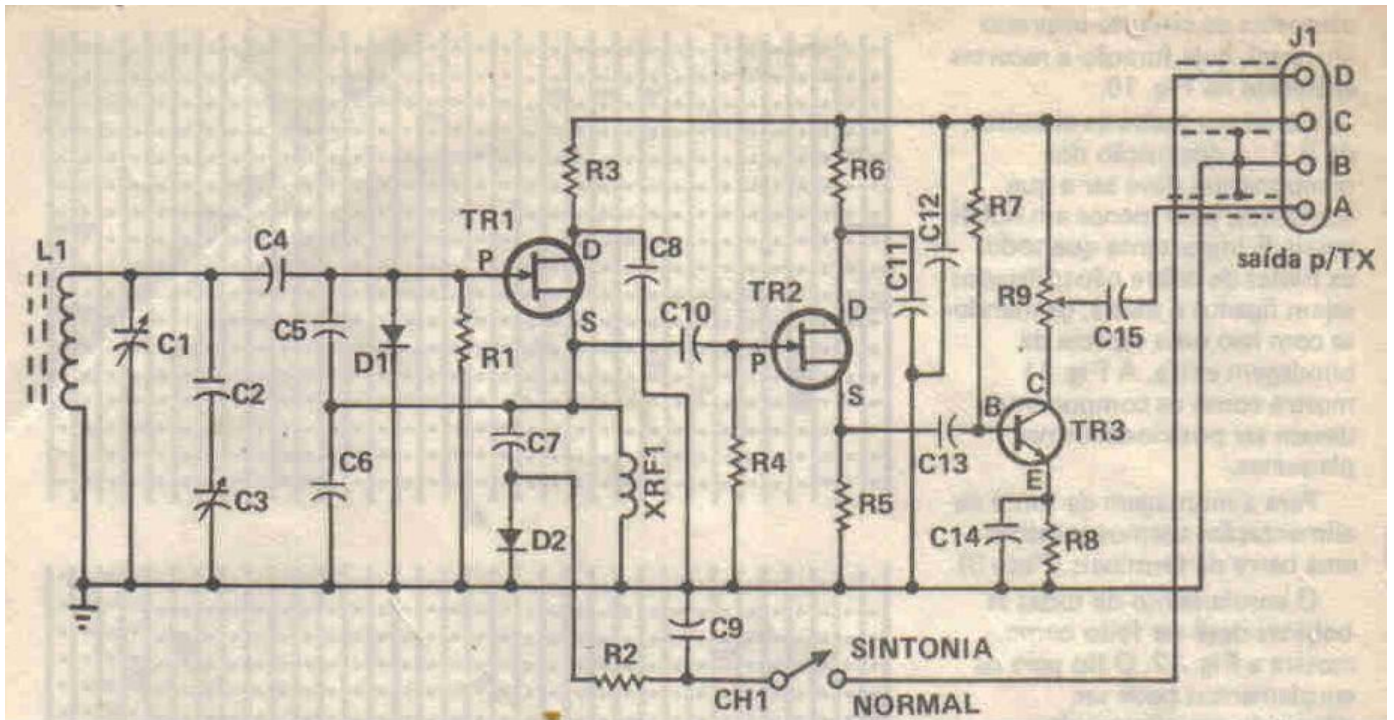 J1
D
C
B
A
saída p/TX
L1
C1
C2
C3
C4
C5
C6
D1
R1
TR1
P
D
S
R3
C8
C7
D2
XRF1
C10
TR2
P
D
S
R4
R6
C11
C12
R7
R9
C15
R5
C13
B
C
E
TR3
C14
R8
R2
C9
CH1
SINTONIA
NORMAL